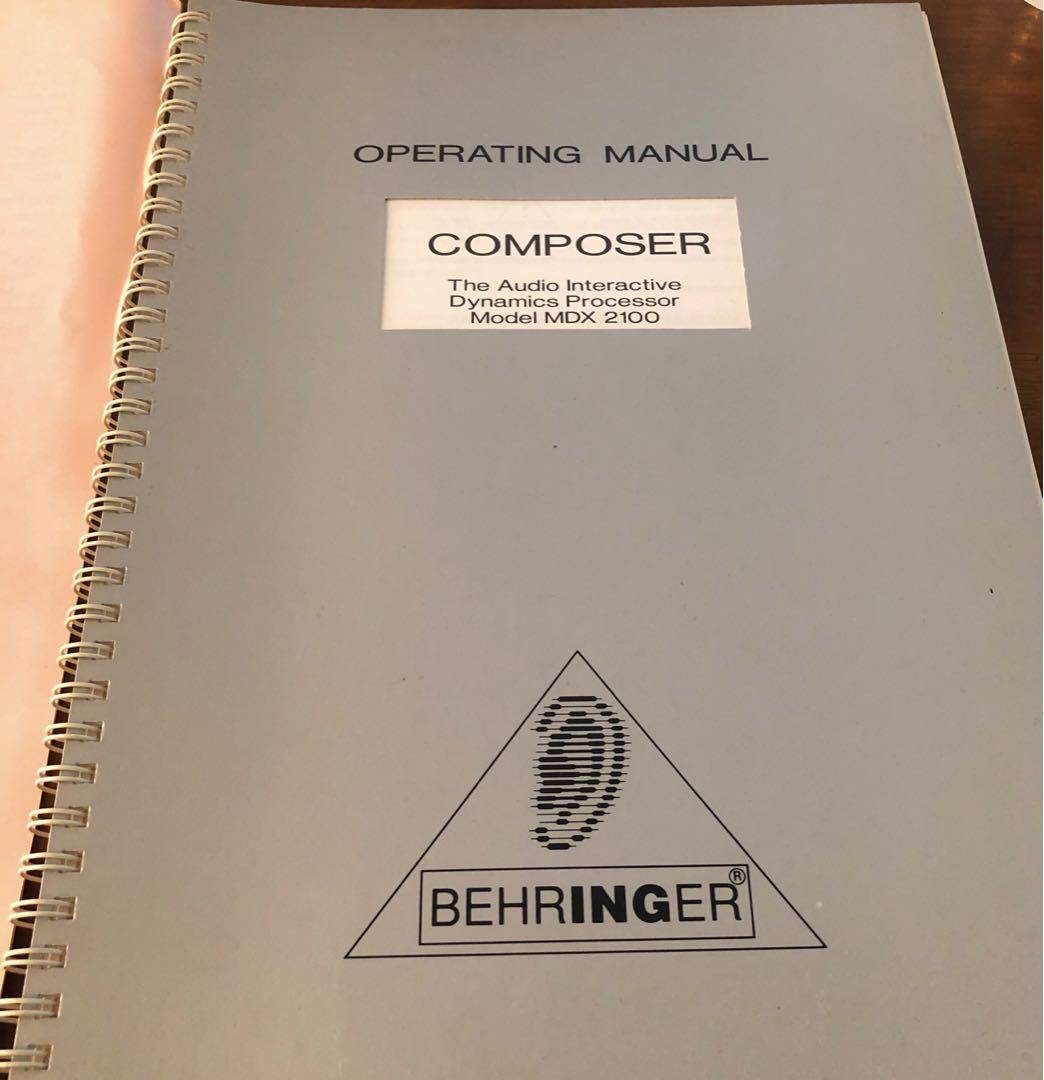 OPERATING MANUAL
COMPOSER
The Audio Interactive
Dynamics Processor
Model MDX 2100
BEHRINGER®